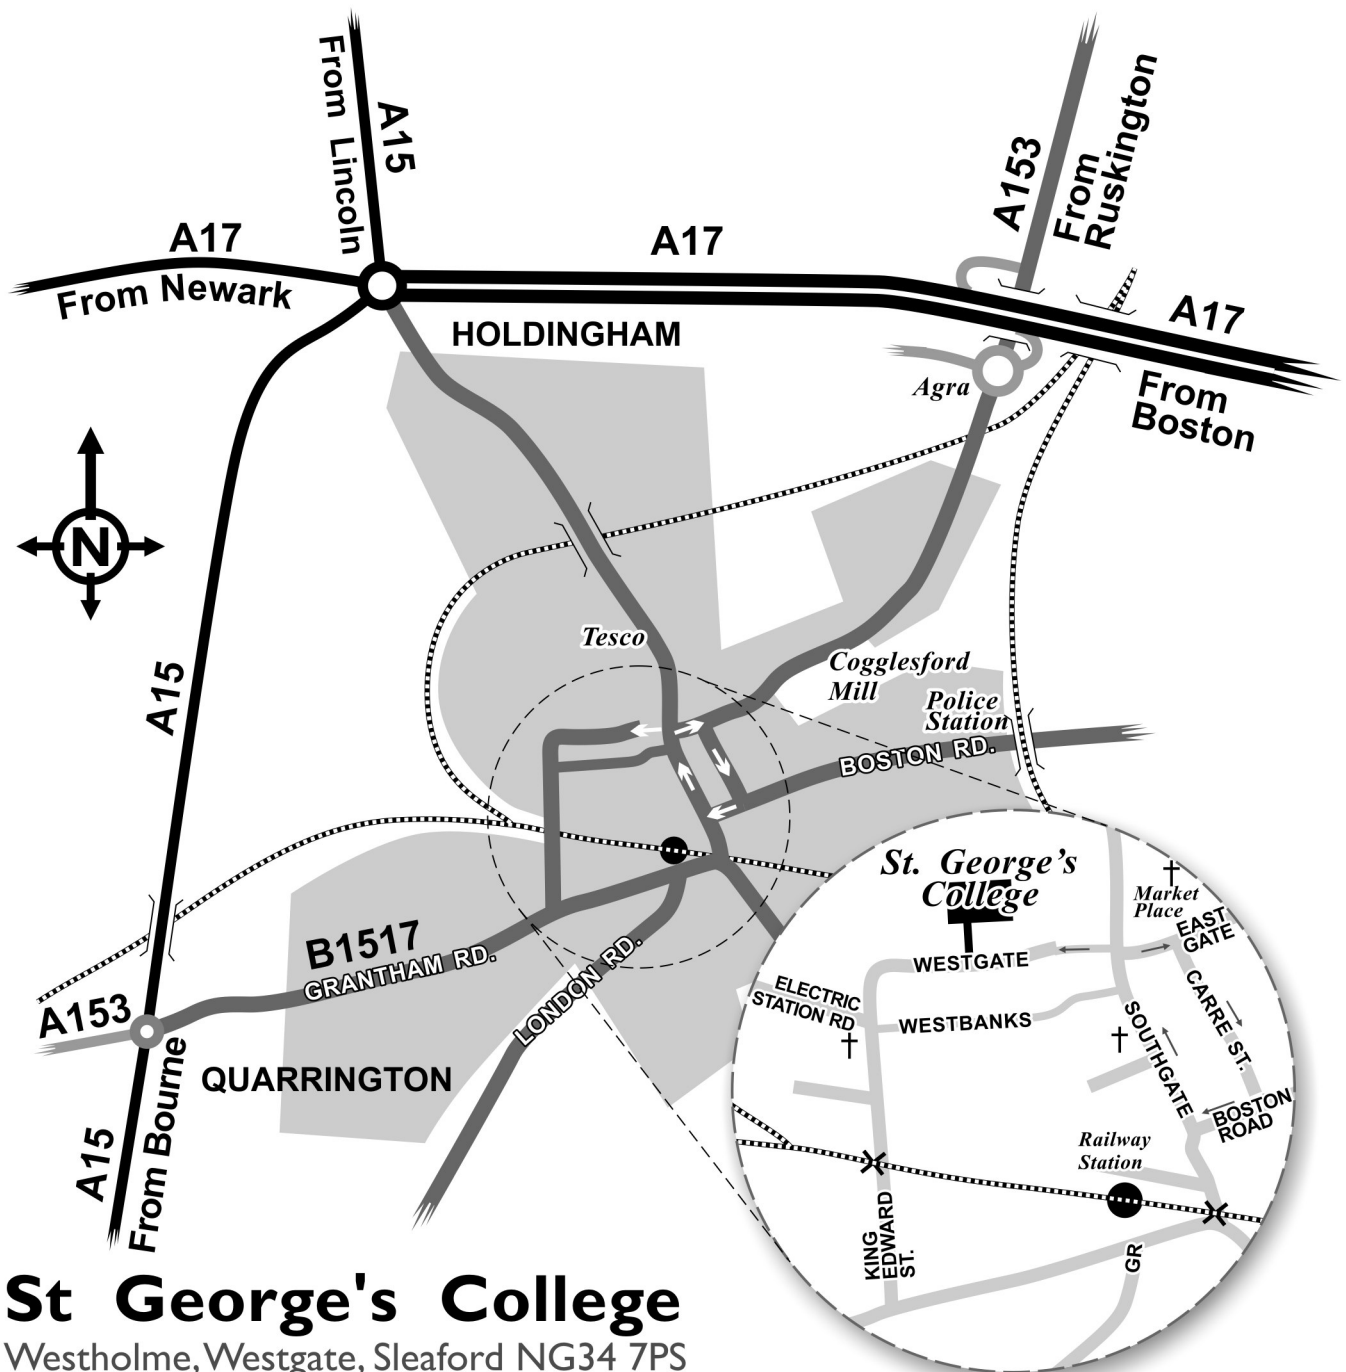 From Lincoln
A15
A153
From
Ruskington
A17
From Newark
A17
A17
HOLDINGHAM
Agra
From
Boston
N
Tesco
A15
Cogglesford
Mill
Police
Station
BOSTON RD.
St. George's
College
Market
Place
EAST
GATE
WESTGATE
ELECTRIC
STATION RD
WESTBANKS
CARRE ST.
SOUTHGATE
BOSTON
ROAD
Railway
Station
KING
EDWARD
ST.
GR
B1517
GRANTHAM RD.
LONDON RD.
A153
QUARRINGTON
A15
From Bourne
St George's College
Westholme, Westgate, Sleaford NG34 7PS